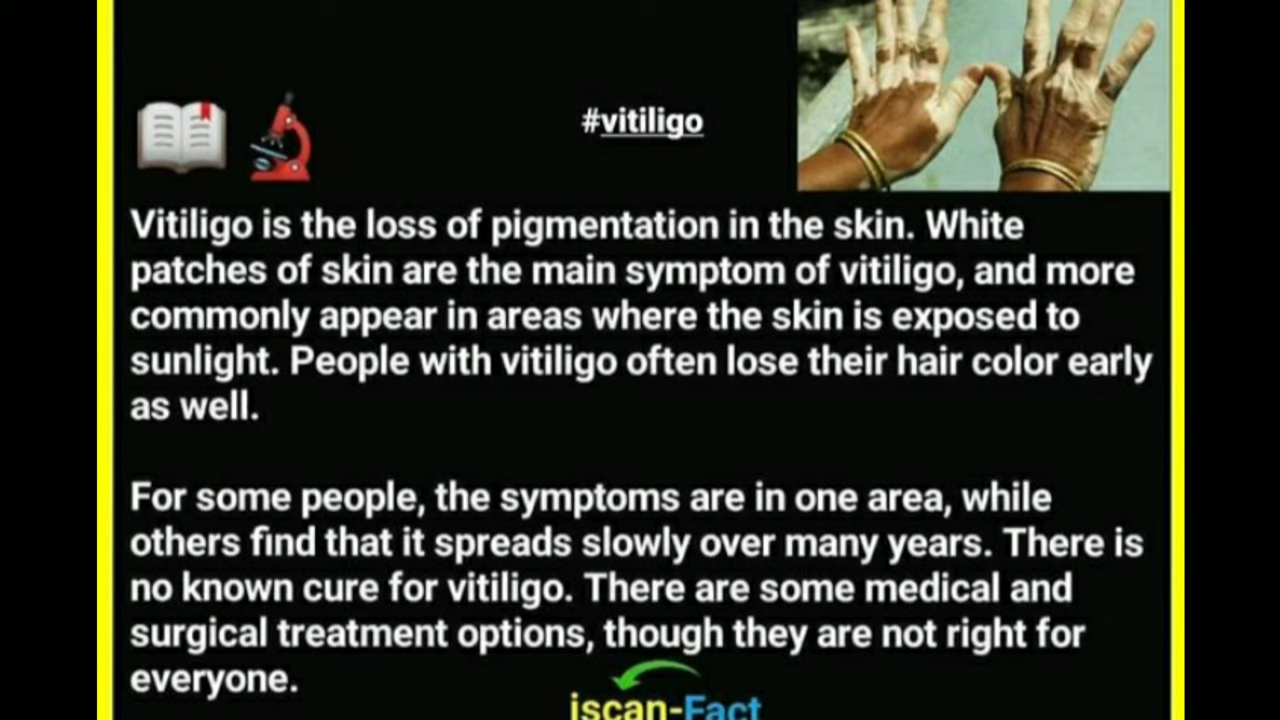 #vitiligo
Vitiligo is the loss of pigmentation in the skin. White
patches of skin are the main symptom of vitiligo, and more
commonly appear in areas where the skin is exposed to
sunlight. People with vitiligo often lose their hair color early
as well.
For some people, the symptoms are in one area, while
others find that it spreads slowly over many years. There is
no known cure for vitiligo. There are some medical and
surgical treatment options, though they are not right for
everyone.
iscan-Fact